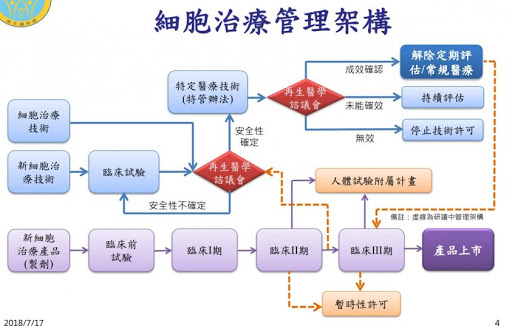 細胞治療管理架構
解除定期評
估/常規醫療
成效確認
特定醫療技術
(特管辦法)
再生醫學
諮議會
未能確效
持續評估
細胞治療
技術
無效
停止技術許可
安全性
確定
新細胞治
療技術
臨床試驗
再生醫學
諮議會
人體試驗附屬計畫
安全性不確定
備註：虛線為研議中管理架構
新細胞
治療產品
(製劑)
臨床前
試驗
臨床I期
臨床II期
臨床III期
產品上市
暫時性許可
2018/7/17
4